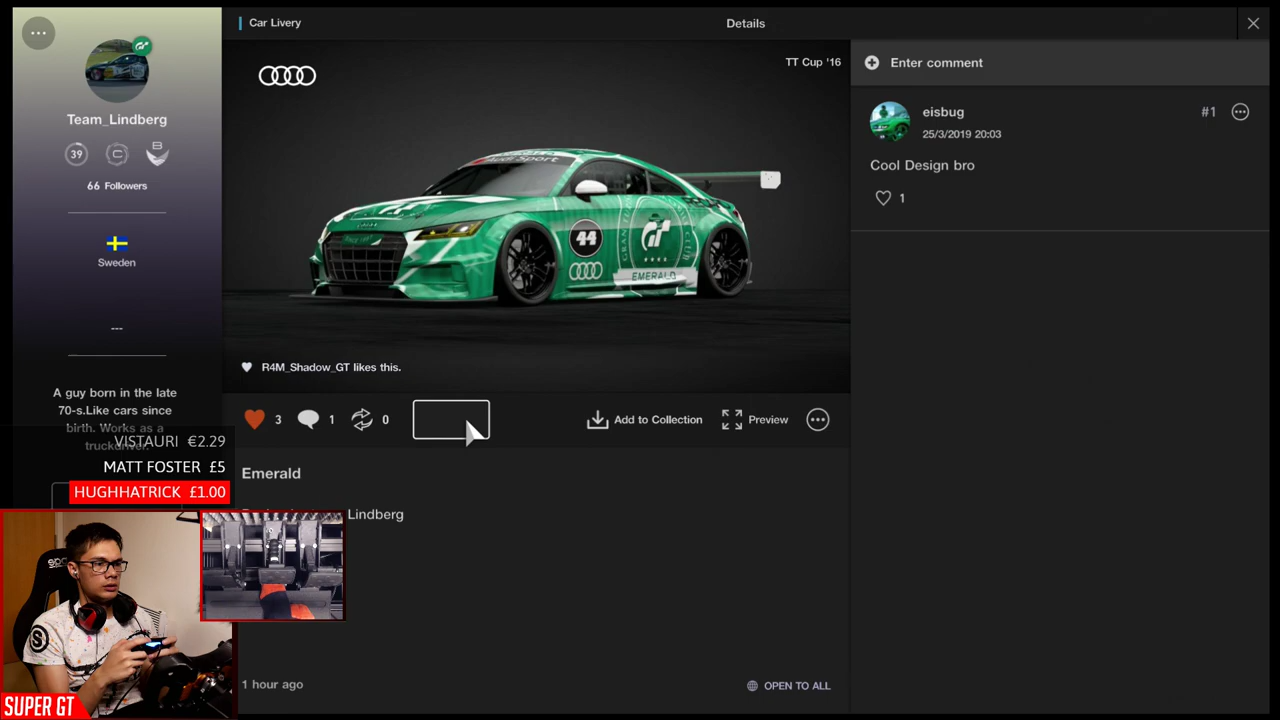 Car Livery
Details
Team_Lindberg
39
C
B
66 Followers
Sweden
---
A guy born in the late
70-s.Like cars since
birth. Works as a
truckdriver.
TT Cup '16
Audi Sport
44
EMERALD
R4M_Shadow_GT likes this.
3
1
0
Add to Collection
Preview
Emerald
Lindberg
1 hour ago
OPEN TO ALL
Enter comment
eisbug
#1
25/3/2019 20:03
Cool Design bro
1
VISTAURI €2.29
MATT FOSTER £5
HUGHHATRICK £1.00
SUPER GT